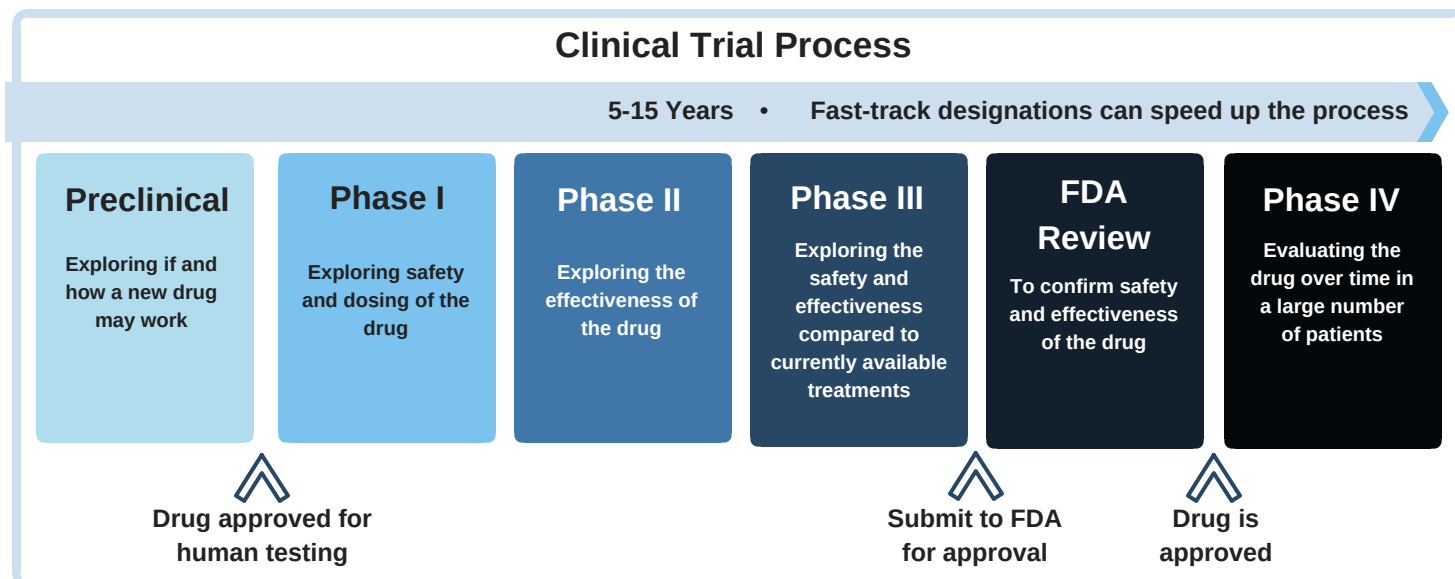 Clinical Trial Process
5-15 Years • Fast-track designations can speed up the process
Preclinical
Exploring if and
how a new drug
may work
Phase I
Exploring safety
and dosing of the
drug
Phase II
Exploring the
effectiveness of
the drug
Phase III
Exploring the
safety and
effectiveness
compared to
currently available
treatments
FDA
Review
To confirm safety
and effectiveness
of the drug
Phase IV
Evaluating the
drug over time in
a large number
of patients
Drug approved for
human testing
Submit to FDA
for approval
Drug is
approved